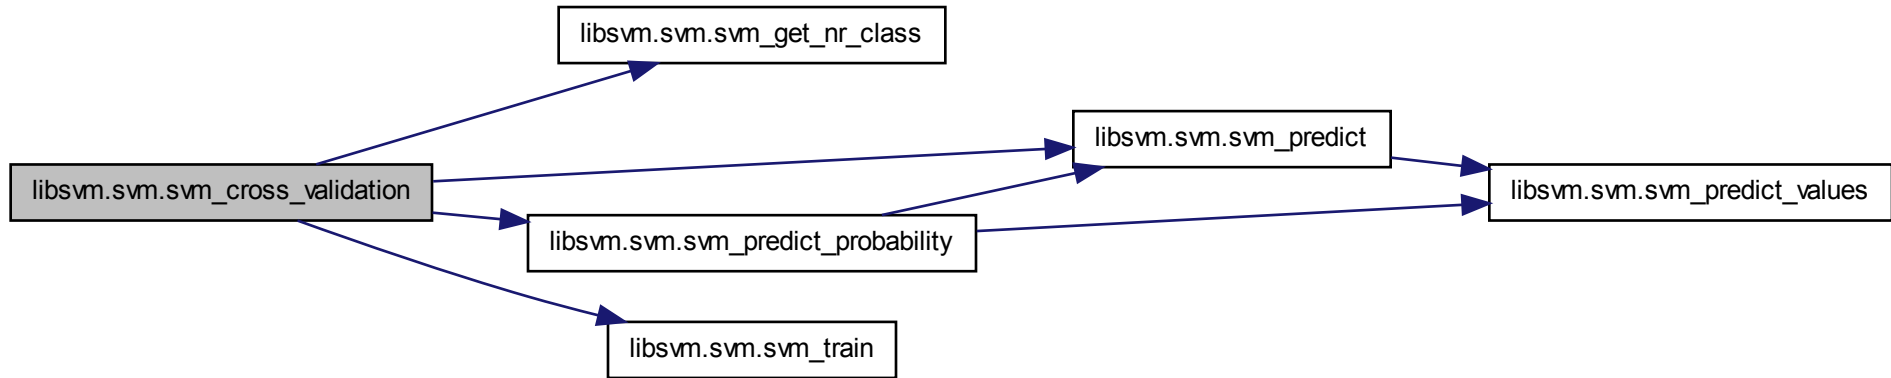 libsvm.svm.svm_get_nr_class
libsvm.svm.svm_predict
libsvm.svm.svm_cross_validation
libsvm.svm.svm_predict_values
libsvm.svm.svm_predict_probability
libsvm.svm.svm_train